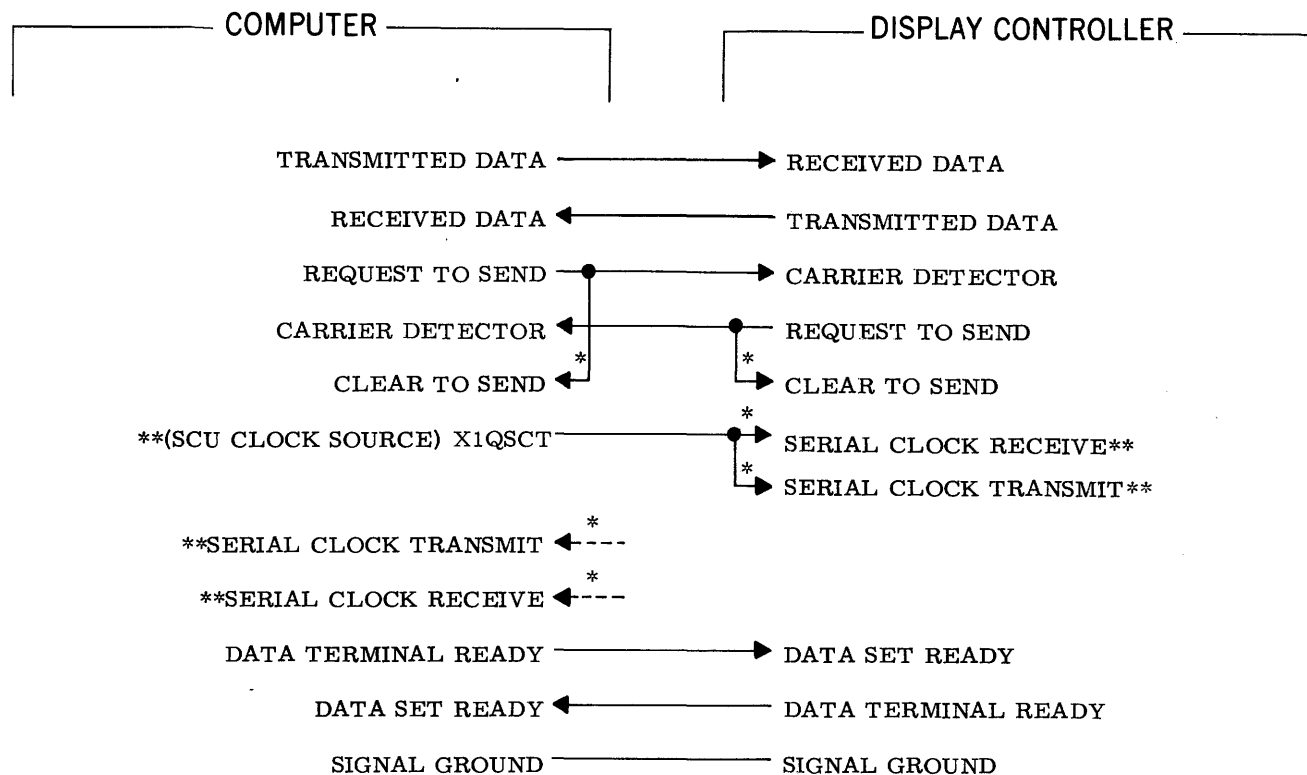 COMPUTER DISPLAY CONTROLLER
TRANSMITTED DATA RECEIVED DATA
RECEIVED DATA TRANSMITTED DATA
REQUEST TO SEND CARRIER DETECTOR
CARRIER DETECTOR REQUEST TO SEND
* *
CLEAR TO SEND CLEAR TO SEND
*
**(SCU CLOCK SOURCE) X1QSCT SERIAL CLOCK RECEIVE**
*
SERIAL CLOCK TRANSMIT**
*
**SERIAL CLOCK TRANSMIT
*
**SERIAL CLOCK RECEIVE
DATA TERMINAL READY DATA SET READY
DATA SET READY DATA TERMINAL READY
SIGNAL GROUND SIGNAL GROUND